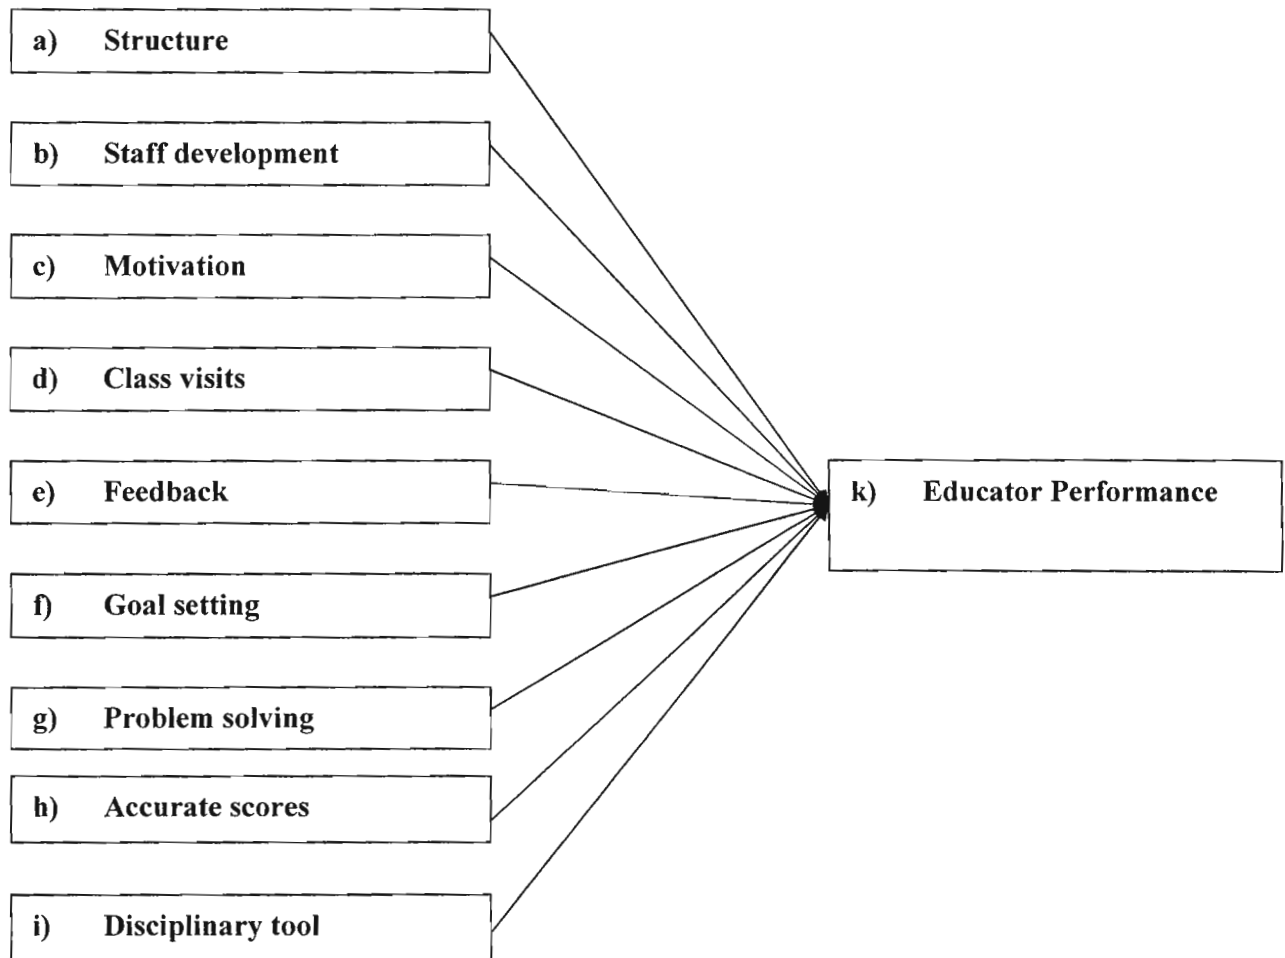 a) Structure
b) Staff development
c) Motivation
d) Class visits
e) Feedback
k) Educator Performance
f) Goal setting
g) Problem solving
h) Accurate scores
i) Disciplinary tool